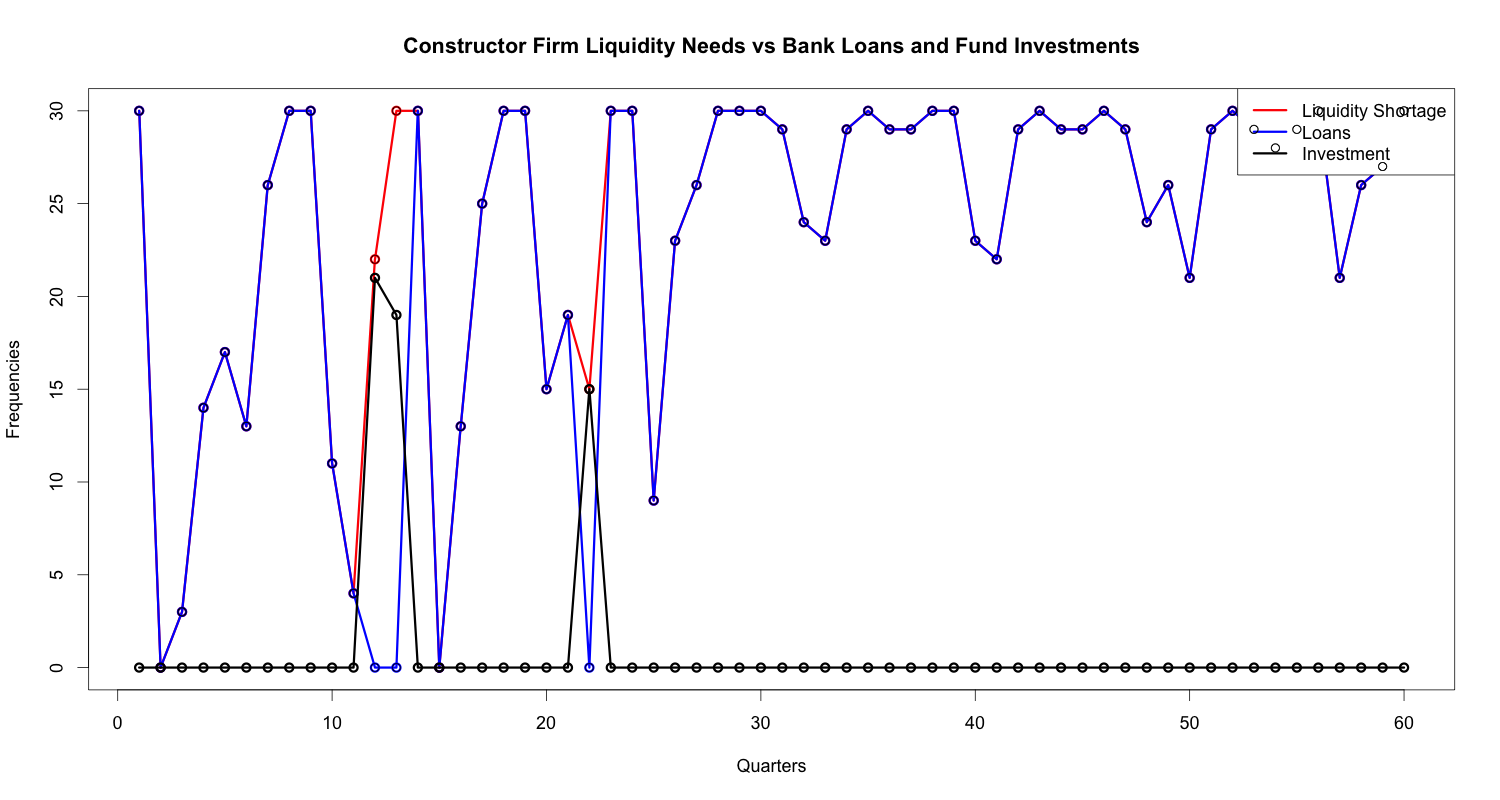 Constructor Firm Liquidity Needs vs Bank Loans and Fund Investments
Liquidity Shortage
Loans
Investment
Frequencies
30
25
20
15
10
5
0
0 10 20 30 40 50 60
Quarters